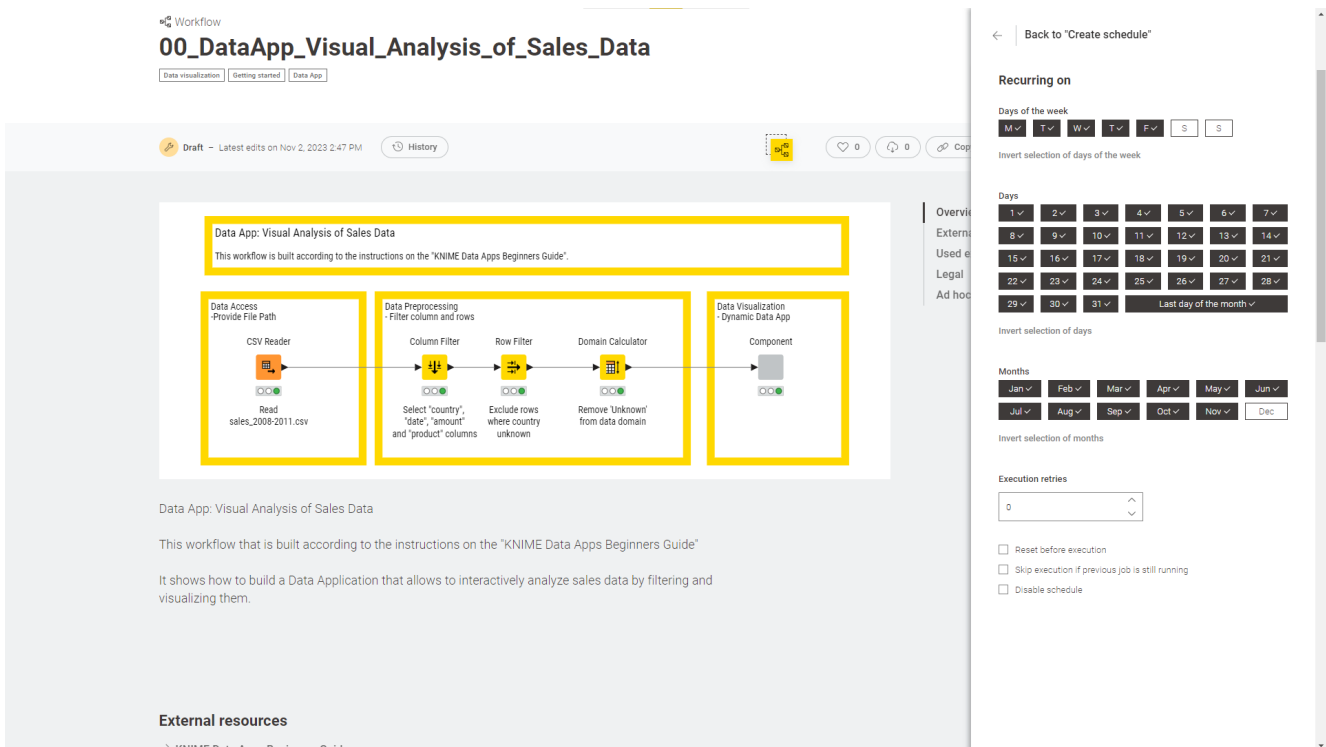 Workflow
00_DataApp_Visual_Analysis_of_Sales_Data
Data visualization Getting started Data App
Draft – Latest edits on Nov 2, 2023 2:47 PM History 0 0 Cop
Data App: Visual Analysis of Sales Data
This workflow is built according to the instructions on the "KNIME Data Apps Beginners Guide".
Data Access
-Provide File Path
CSV Reader
Read
sales_2008-2011.csv
Data Preprocessing
- Filter column and rows
Column Filter
Select "country",
"date", "amount"
and "product" columns
Row Filter
Exclude rows
where country
unknown
Domain Calculator
Remove 'Unknown'
from data domain
Data Visualization
- Dynamic Data App
Component
Overvie
Externa
Used e
Legal
Ad hoc
Data App: Visual Analysis of Sales Data
This workflow that is built according to the instructions on the "KNIME Data Apps Beginners Guide"
It shows how to build a Data Application that allows to interactively analyze sales data by filtering and
visualizing them.
External resources
Back to "Create schedule"
Recurring on
Days of the week
M T W T F S S
Invert selection of days of the week
Days
1 2 3 4 5 6 7
8 9 10 11 12 13 14
15 16 17 18 19 20 21
22 23 24 25 26 27 28
29 30 31 Last day of the month
Invert selection of days
Months
Jan Feb Mar Apr May Jun
Jul Aug Sep Oct Nov Dec
Invert selection of months
Execution retries
0
Reset before execution
Skip execution if previous job is still running
Disable schedule